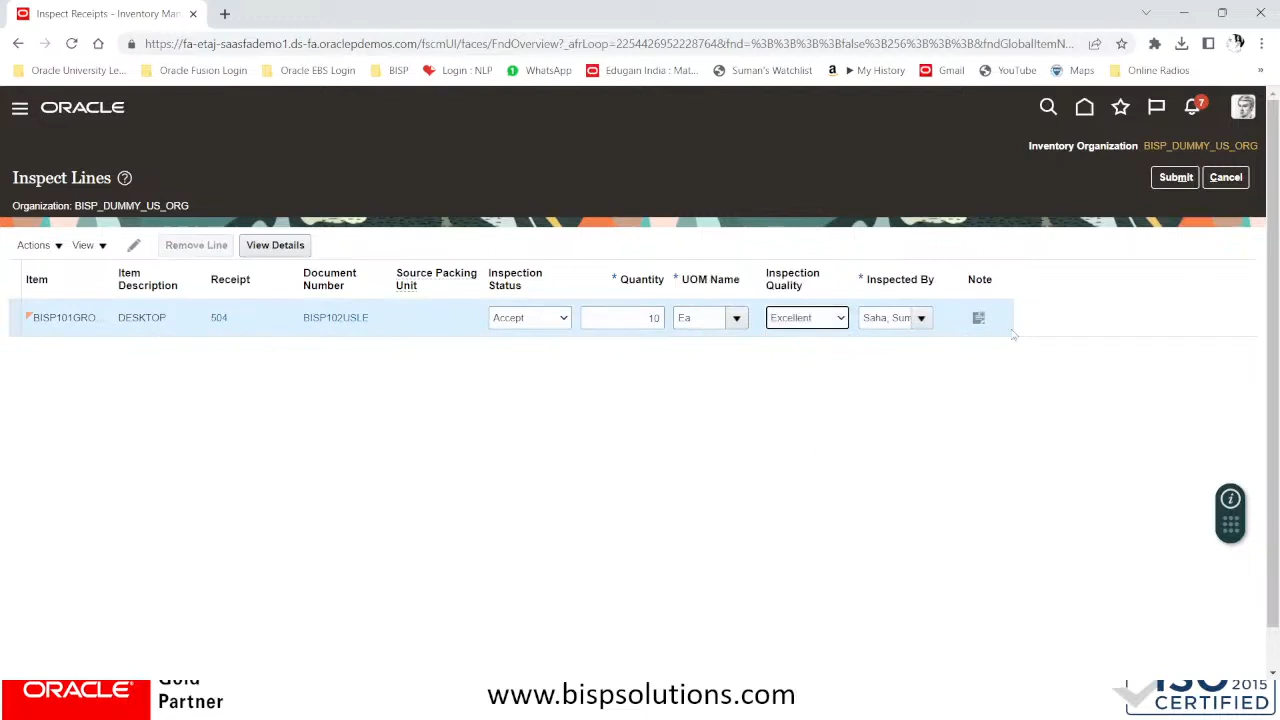 Inspect Receipts - Inventory Man
https://fa-etaj-saasfademo1.ds-fa.oraclepdemos.com/fscmUI/faces/FndOverview?_afrLoop=2254426952228764&fnd=%3B%3B%3B%3Bfalse%3B256%3B%3B%3B&fndGlobalItemN...
Oracle University Le... Oracle Fusion Login Oracle EBS Login BISP Login : NLP WhatsApp Edugain India : Mat... Suman's Watchlist My History Gmail YouTube Maps Online Radios
ORACLE
7
Inventory Organization BISP_DUMMY_US_ORG
Inspect Lines
Submit Cancel
Organization: BISP_DUMMY_US_ORG
Actions View Remove Line View Details
Item Item Description Receipt Document Number Source Packing Unit Inspection Status * Quantity * UOM Name Inspection Quality * Inspected By Note
BISP101GRO... DESKTOP 504 BISP102USLE Accept 10 Ea Excellent Saha, Sum
ORACLE Gold Partner
www.bispsolutions.com
ISO 2015 CERTIFIED